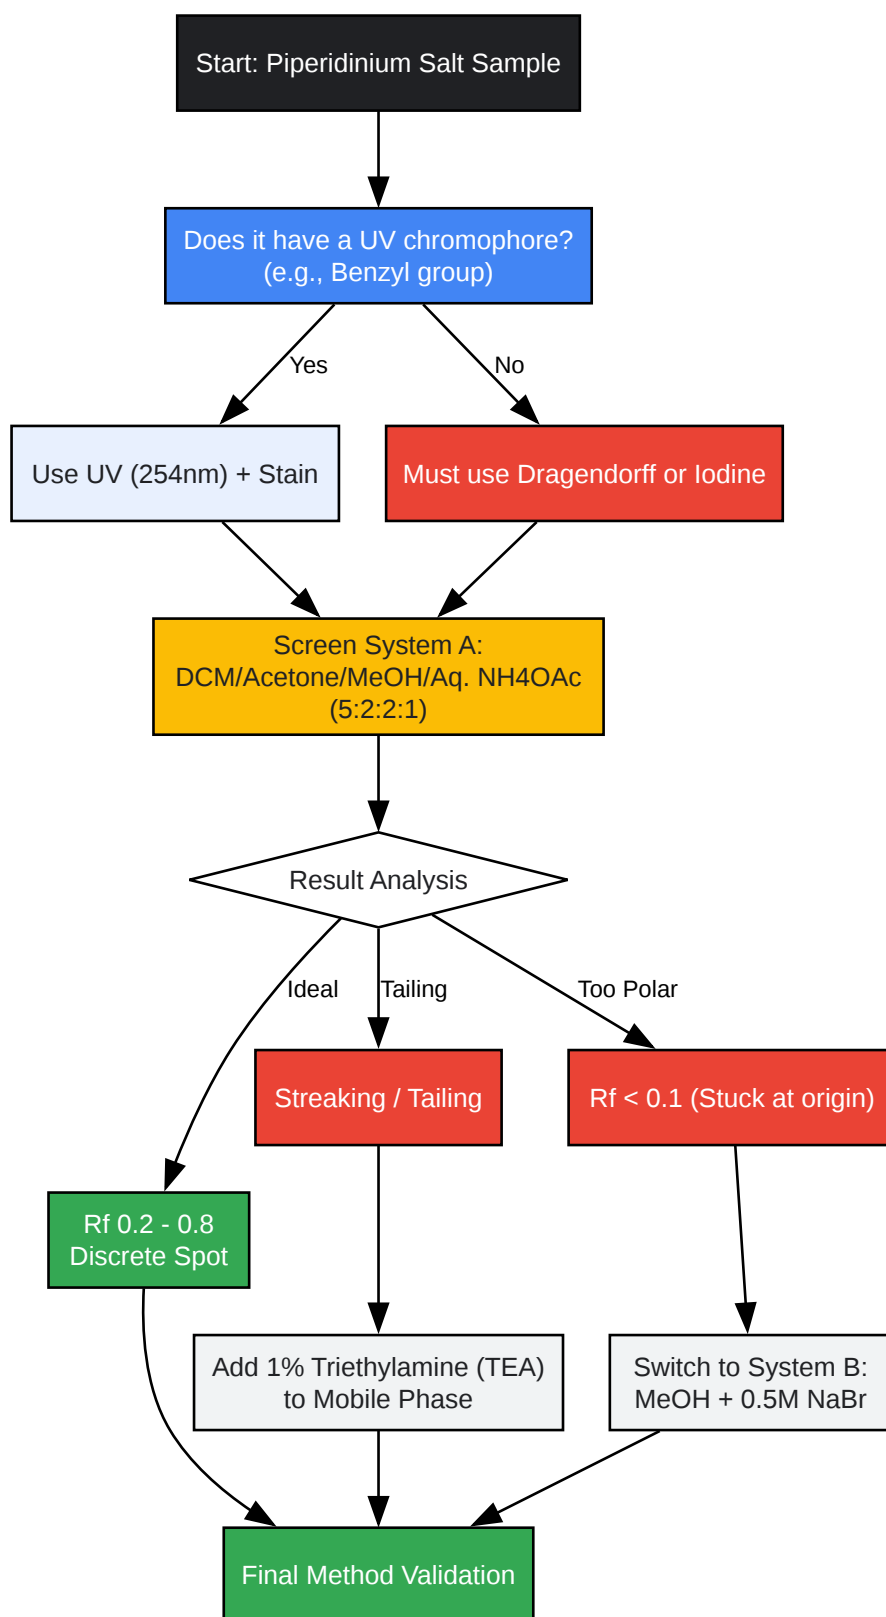 Start: Piperidinium Salt Sample
Does it have a UV chromophore?
(e.g., Benzyl group)
Yes
No
Use UV (254nm) + Stain
Must use Dragendorff or Iodine
Screen System A:
DCM/Acetone/MeOH/Aq. NH4OAc
(5:2:2:1)
Result Analysis
Ideal
Tailing
Too Polar
Streaking / Tailing
Rf < 0.1 (Stuck at origin)
Rf 0.2 - 0.8
Discrete Spot
Add 1% Triethylamine (TEA)
to Mobile Phase
Switch to System B:
MeOH + 0.5M NaBr
Final Method Validation